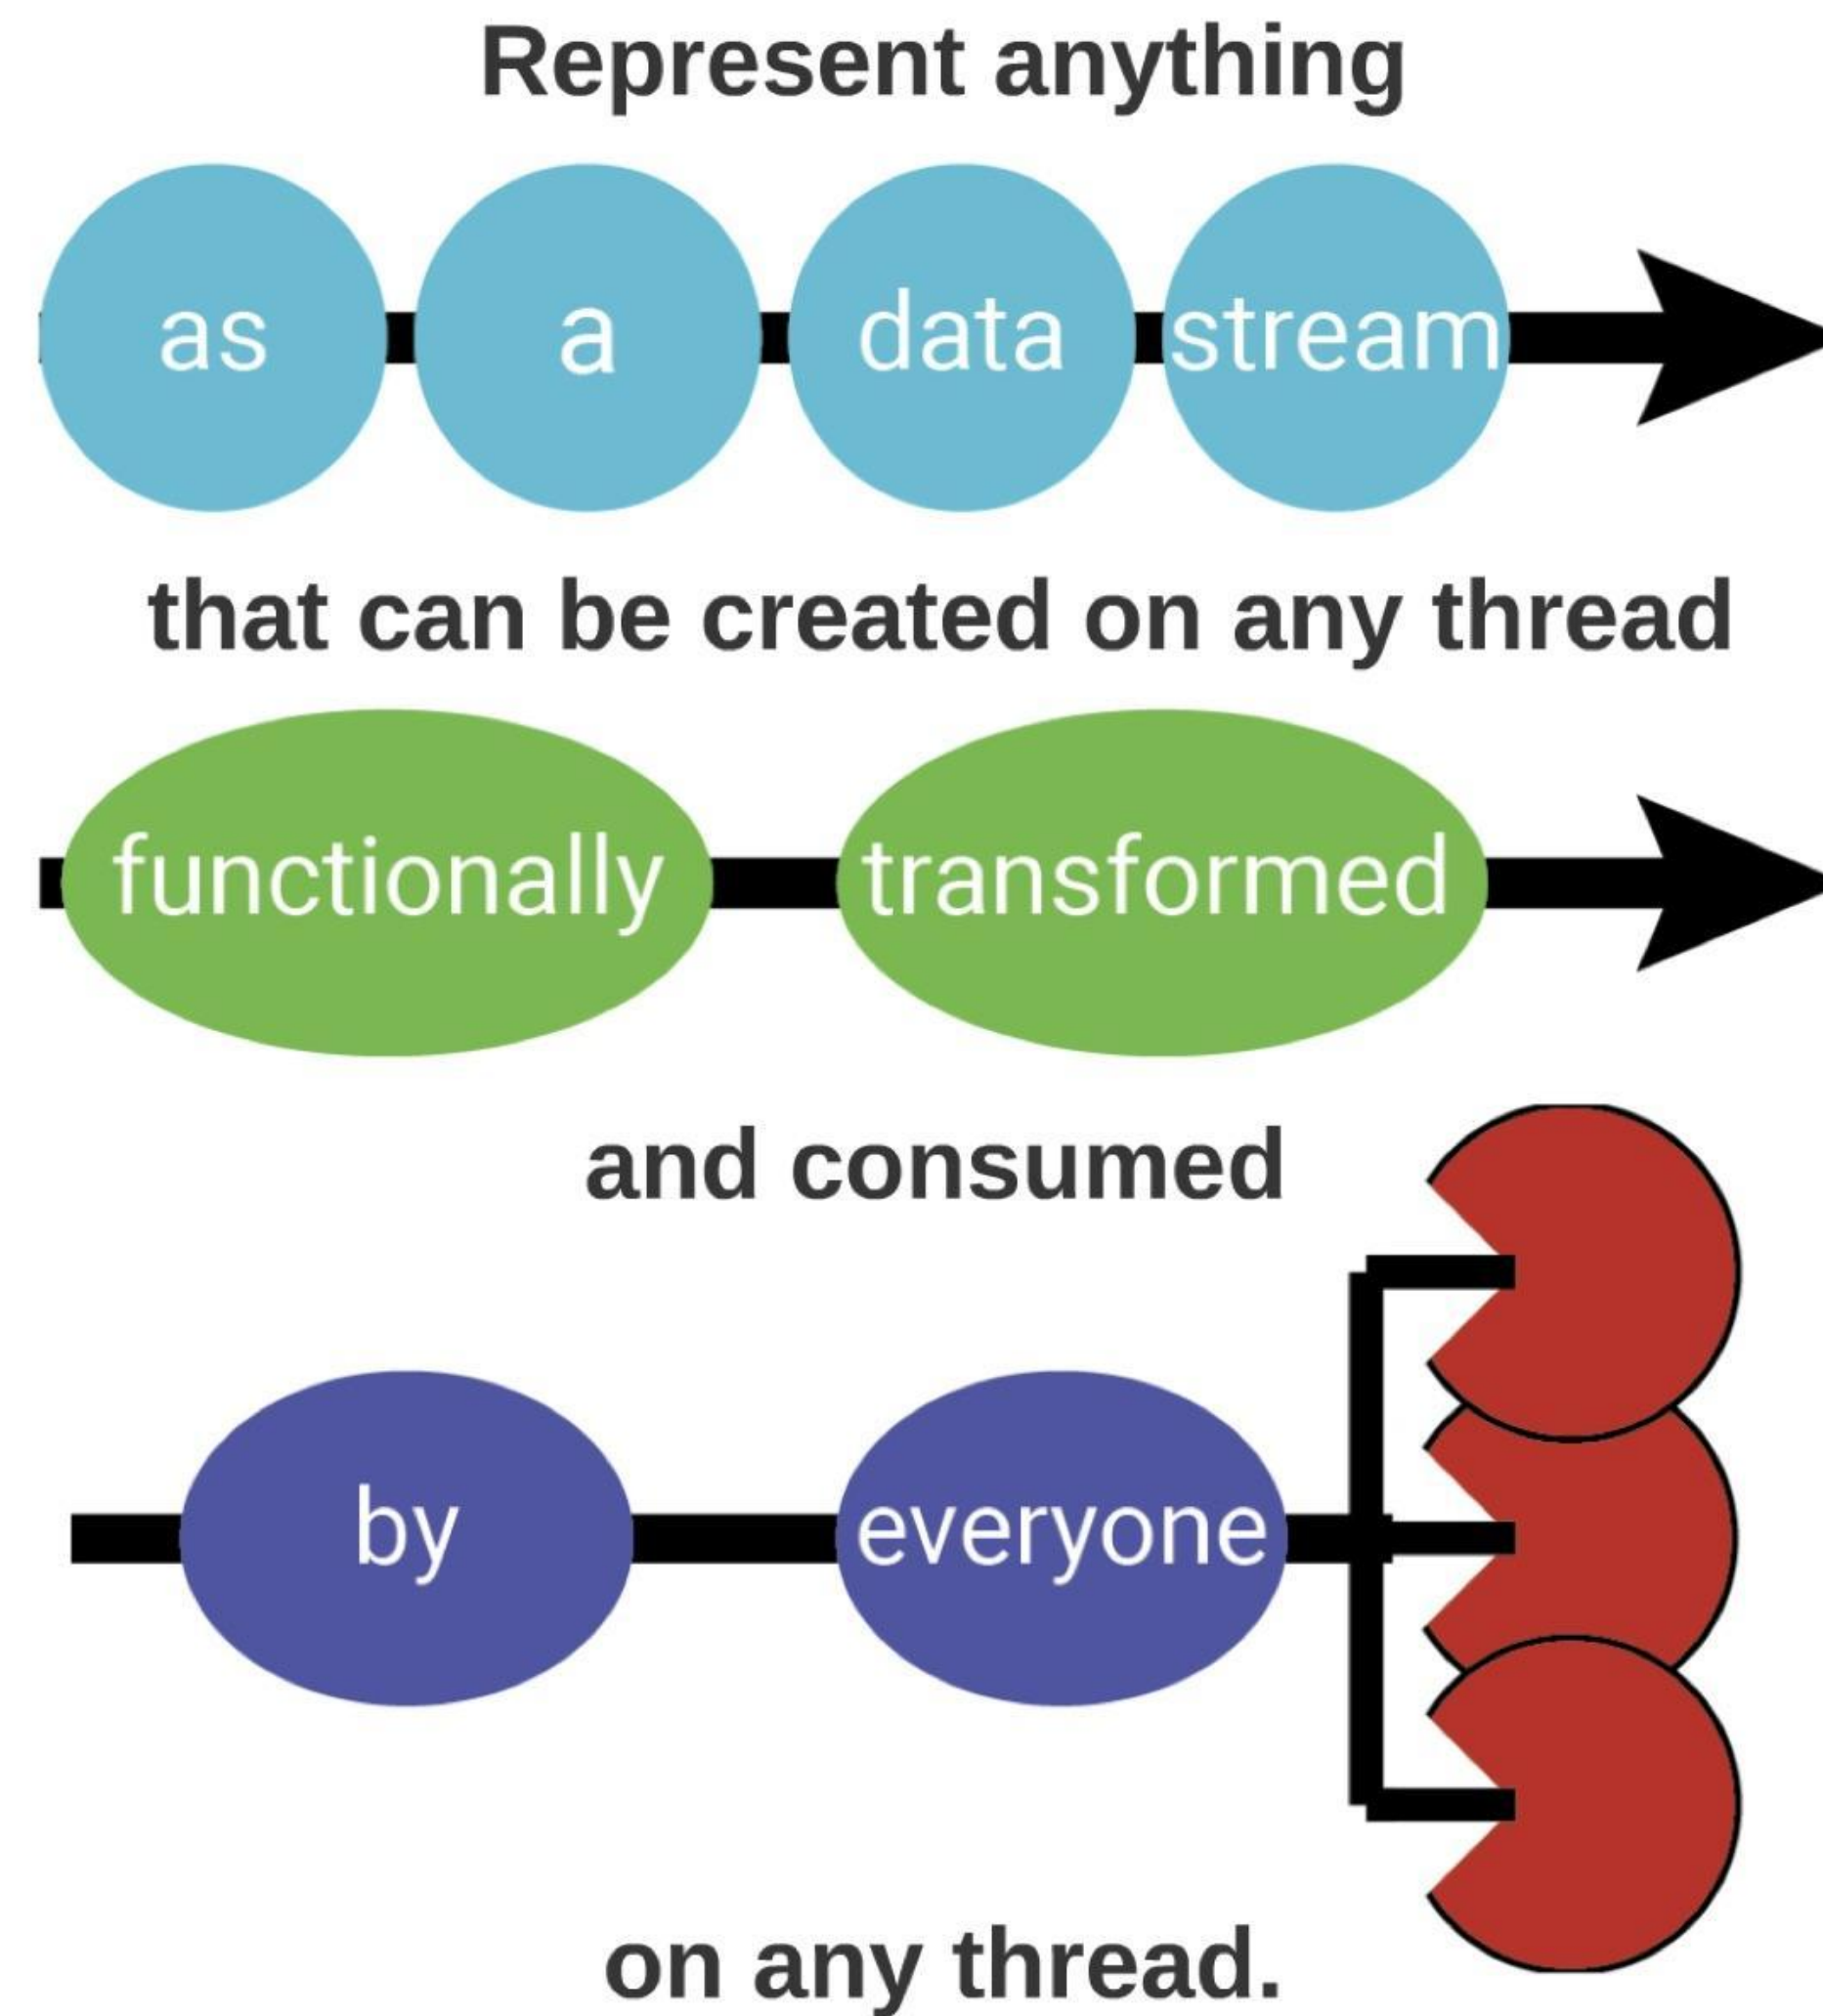 Represent anything
as a data stream
that can be created on any thread
functionally transformed
and consumed
by everyone
on any thread.